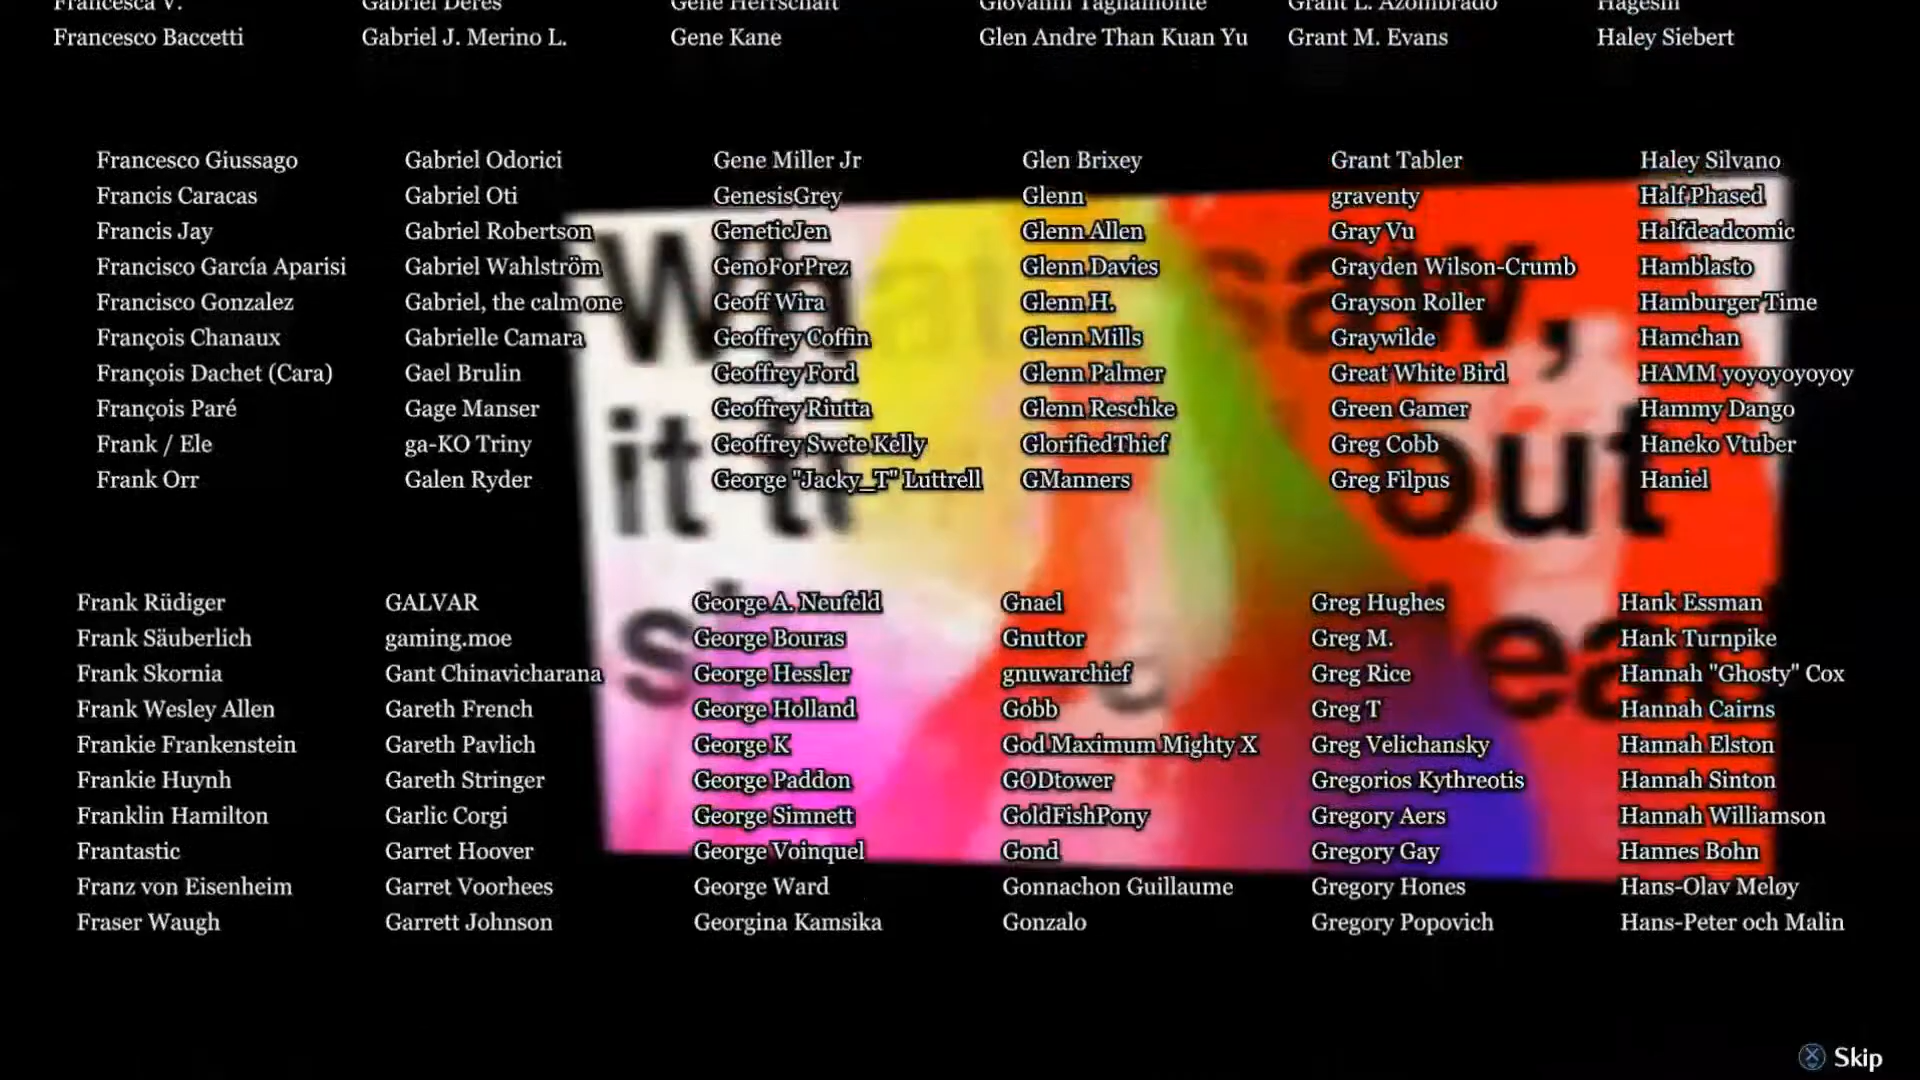 Francesca V.
Gabriel Deres
Gene Herrschaft
Giovanni Tagliamonte
Grant L. Azombrado
Hageshi
Francesco Baccetti
Gabriel J. Merino L.
Gene Kane
Glen Andre Than Kuan Yu
Grant M. Evans
Haley Siebert
Francesco Giussago
Francis Caracas
Francis Jay
Francisco García Aparisi
Francisco Gonzalez
François Chanaux
François Dachet (Cara)
François Paré
Frank / Ele
Frank Orr
Gabriel Odorici
Gabriel Oti
Gabriel Robertson
Gabriel Wahlström
Gabriel, the calm one
Gabrielle Camara
Gael Brulin
Gage Manser
ga-KO Triny
Galen Ryder
Gene Miller Jr
GenesisGrey
GeneticJen
GenoForPrez
Geoff Wira
Geoffrey Coffin
Geoffrey Ford
Geoffrey Riutta
Geoffrey Swete Kelly
George "Jacky_T" Luttrell
Glen Brixey
Glenn
Glenn Allen
Glenn Davies
Glenn H.
Glenn Mills
Glenn Palmer
Glenn Reschke
GlorifiedThief
GManners
Grant Tabler
graventy
Gray Vu
Grayden Wilson-Crumb
Grayson Roller
Graywilde
Great White Bird
Green Gamer
Greg Cobb
Greg Filpus
Haley Silvano
Half Phased
Halfdeadcomic
Hamblasto
Hamburger Time
Hamchan
HAMM yoyoyoyoyoy
Hammy Dango
Haneko Vtuber
Haniel
Frank Rüdiger
Frank Säuberlich
Frank Skornia
Frank Wesley Allen
Frankie Frankenstein
Frankie Huynh
Franklin Hamilton
Frantastic
Franz von Eisenheim
Fraser Waugh
GALVAR
gaming.moe
Gant Chinavicharana
Gareth French
Gareth Pavlich
Gareth Stringer
Garlic Corgi
Garret Hoover
Garret Voorhees
Garrett Johnson
George A. Neufeld
George Bouras
George Hessler
George Holland
George K
George Paddon
George Simnett
George Voinquel
George Ward
Georgina Kamsika
Gnael
Gnuttor
gnuwarchief
Gobb
God Maximum Mighty X
GODtower
GoldFishPony
Gond
Gonnachon Guillaume
Gonzalo
Greg Hughes
Greg M.
Greg Rice
Greg T
Greg Velichansky
Gregorios Kythreotis
Gregory Aers
Gregory Gay
Gregory Hones
Gregory Popovich
Hank Essman
Hank Turnpike
Hannah "Ghosty" Cox
Hannah Cairns
Hannah Elston
Hannah Sinton
Hannah Williamson
Hannes Bohn
Hans-Olav Meløy
Hans-Peter och Malin
saw,
it
out
Skip